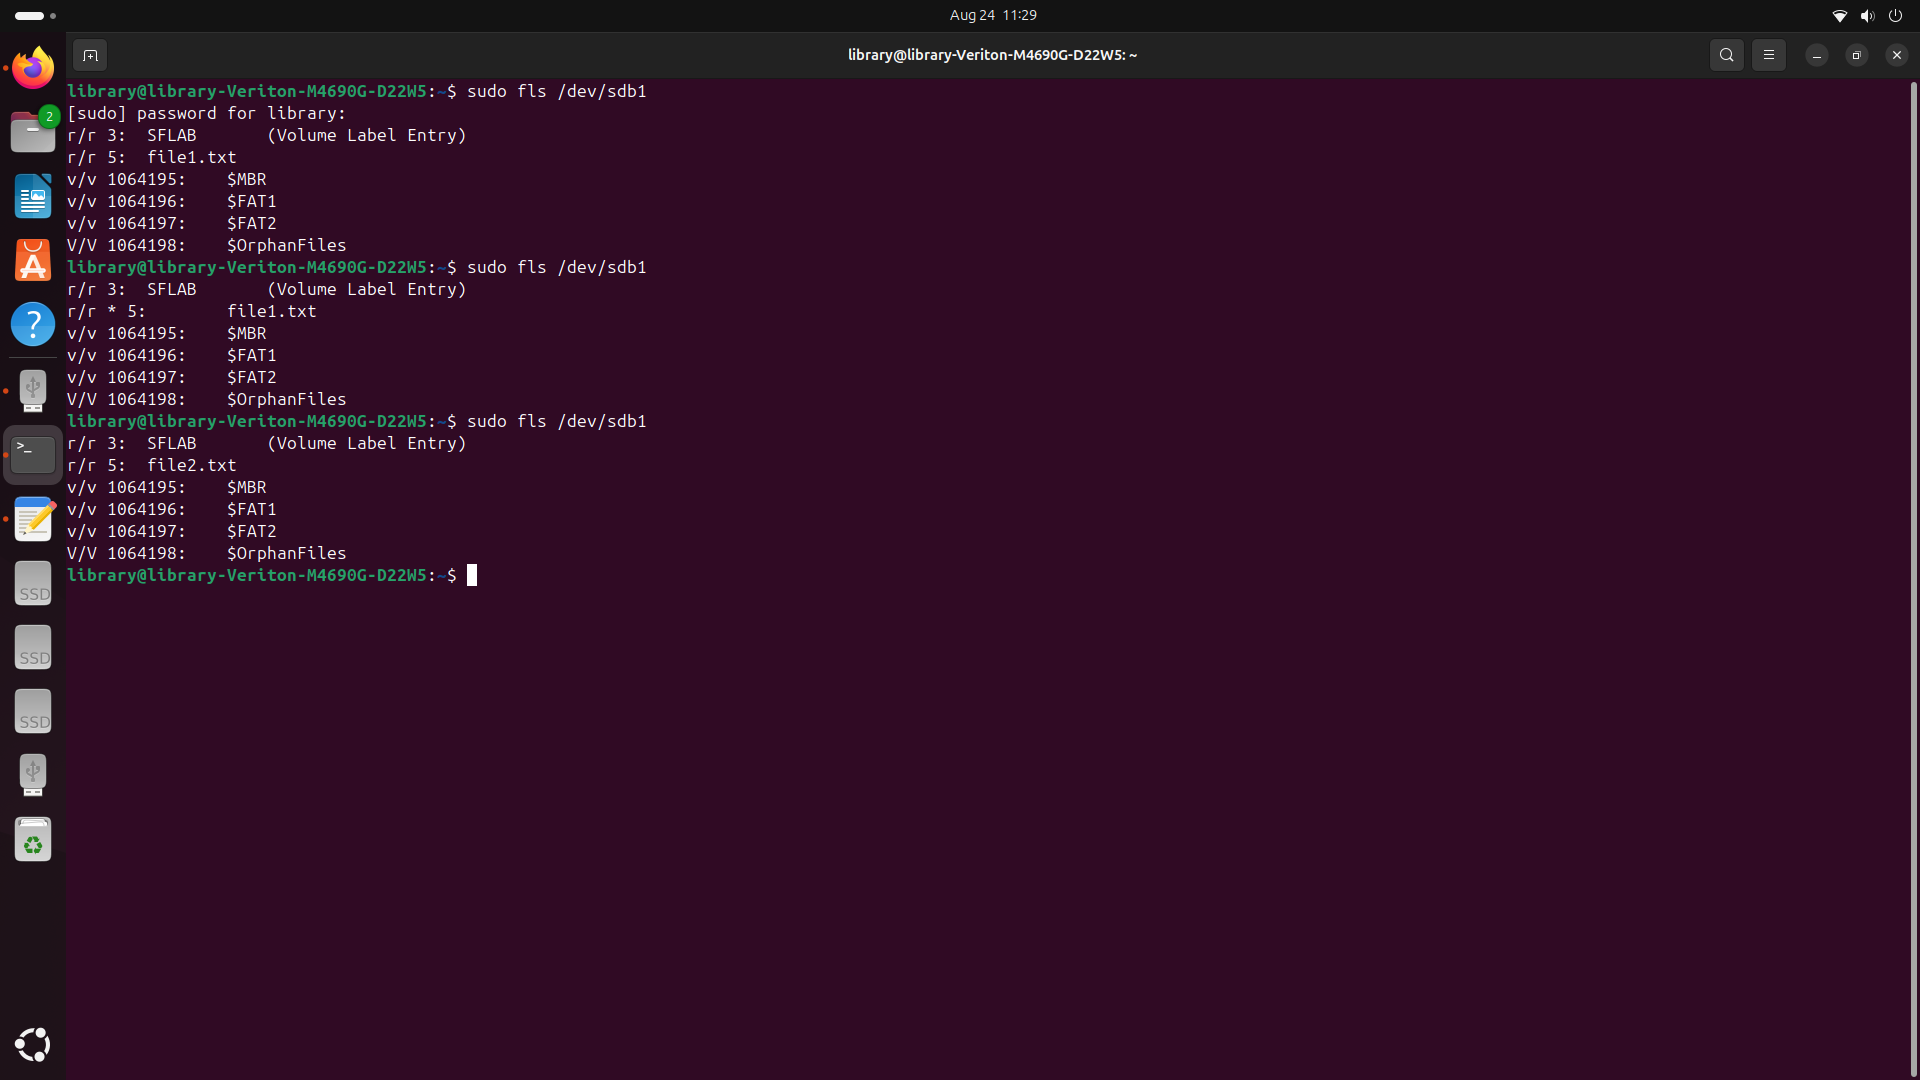 Aug 24 11:29
library@library-Veriton-M4690G-D22W5: ~
2
library@library-Veriton-M4690G-D22W5:~$ sudo fls /dev/sdb1
[sudo] password for library:
r/r 3:  SFLAB       (Volume Label Entry)
r/r 5:  file1.txt
v/v 1064195:    $MBR
v/v 1064196:    $FAT1
v/v 1064197:    $FAT2
V/V 1064198:    $OrphanFiles
library@library-Veriton-M4690G-D22W5:~$ sudo fls /dev/sdb1
r/r 3:  SFLAB       (Volume Label Entry)
r/r * 5:        file1.txt
v/v 1064195:    $MBR
v/v 1064196:    $FAT1
v/v 1064197:    $FAT2
V/V 1064198:    $OrphanFiles
library@library-Veriton-M4690G-D22W5:~$ sudo fls /dev/sdb1
r/r 3:  SFLAB       (Volume Label Entry)
r/r 5:  file2.txt
v/v 1064195:    $MBR
v/v 1064196:    $FAT1
v/v 1064197:    $FAT2
V/V 1064198:    $OrphanFiles
library@library-Veriton-M4690G-D22W5:~$
SSD
SSD
SSD